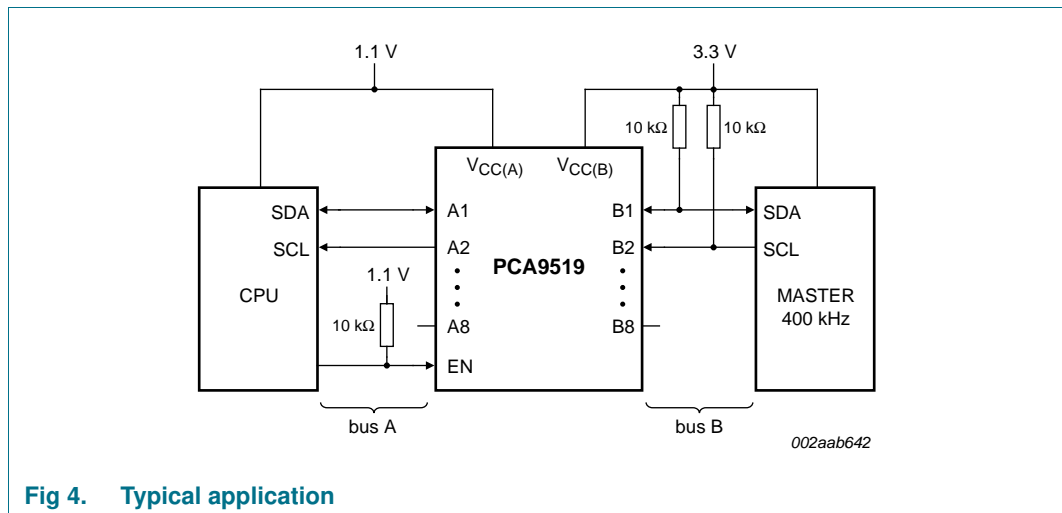 1.1 V
3.3 V
10 kΩ
10 kΩ
VCC(A)
VCC(B)
SDA
A1
B1
SDA
SCL
A2
B2
SCL
PCA9519
1.1 V
CPU
MASTER
400 kHz
10 kΩ
A8
B8
EN
bus A
bus B
002aab642
Fig 4. Typical application